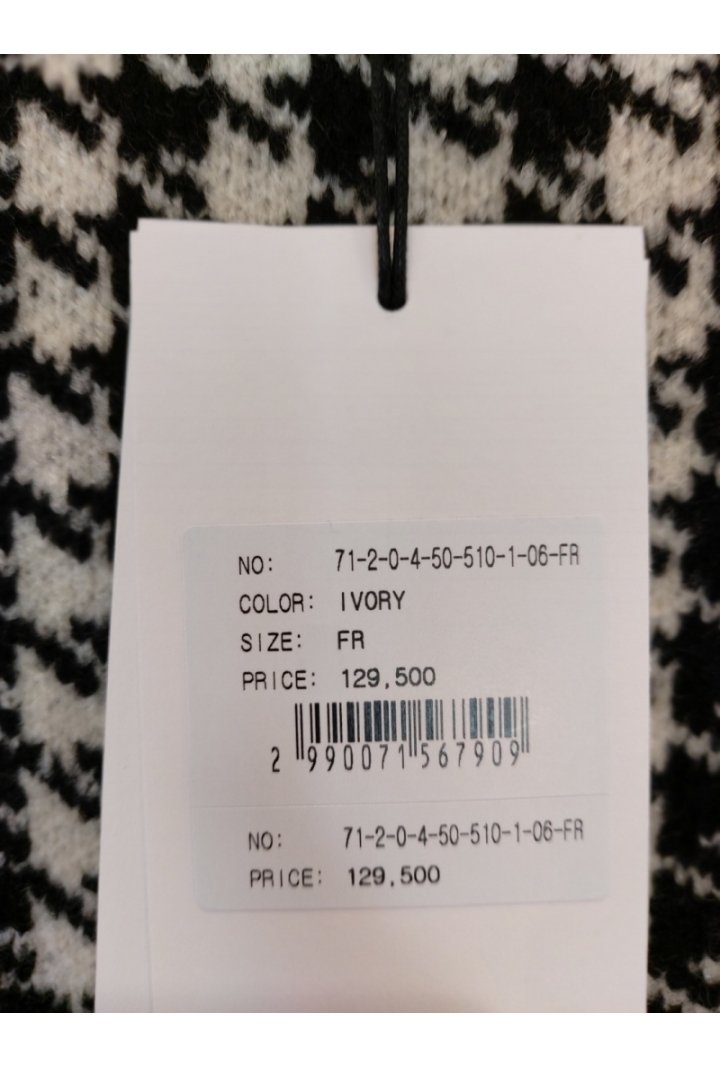 NO: 71-2-0-4-50-510-1-06-FR
COLOR: IVORY
SIZE: FR
PRICE: 129,500
2 990071 567909
NO: 71-2-0-4-50-510-1-06-FR
PRICE: 129,500